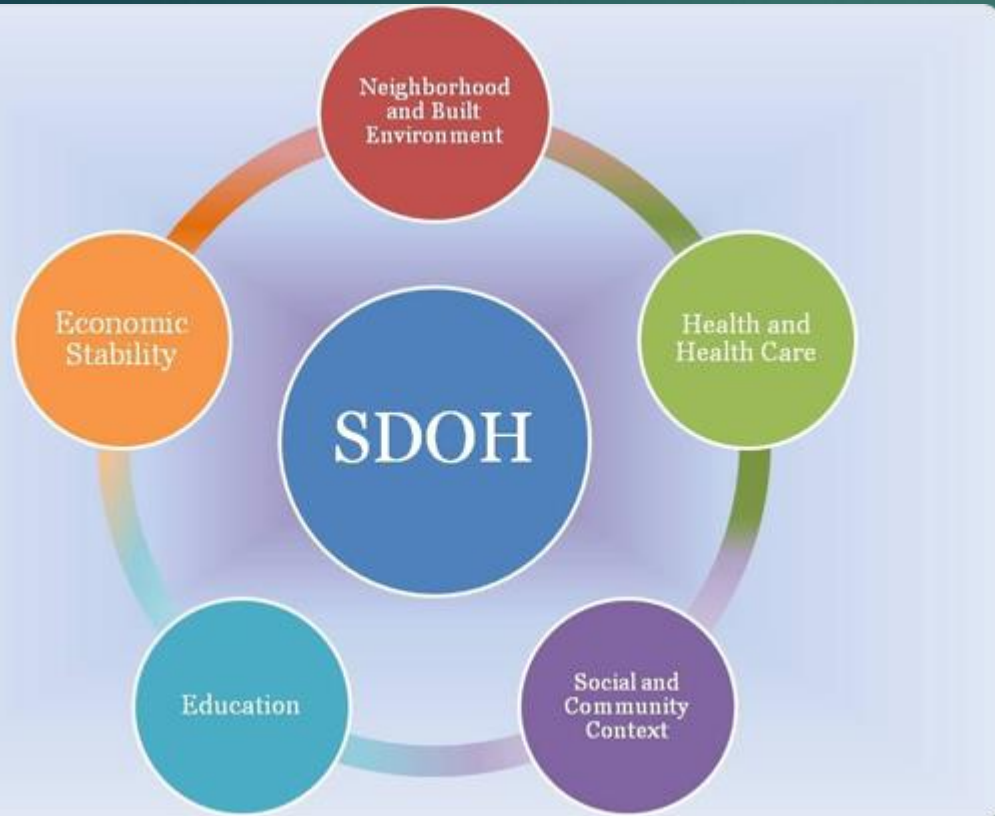 Neighborhood
and Built
Environment
Economic
Stability
Health and
Health Care
SDOH
Education
Social and
Community
Context